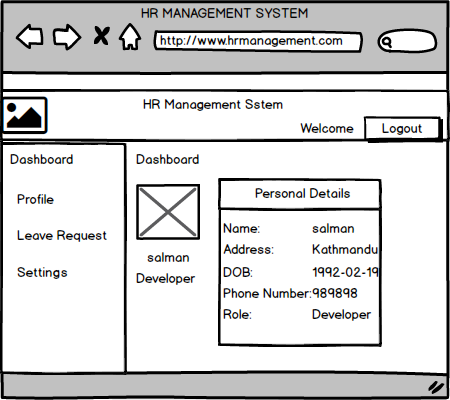 HR MANAGEMENT SYSTEM
http://www.hrmanagement.com
HR Management Sstem
Welcome
Logout
Dashboard
Profile
Leave Request
Settings
Dashboard
salman
Developer
Personal Details
Name: salman
Address: Kathmandu
DOB: 1992-02-19
Phone Number: 989898
Role: Developer